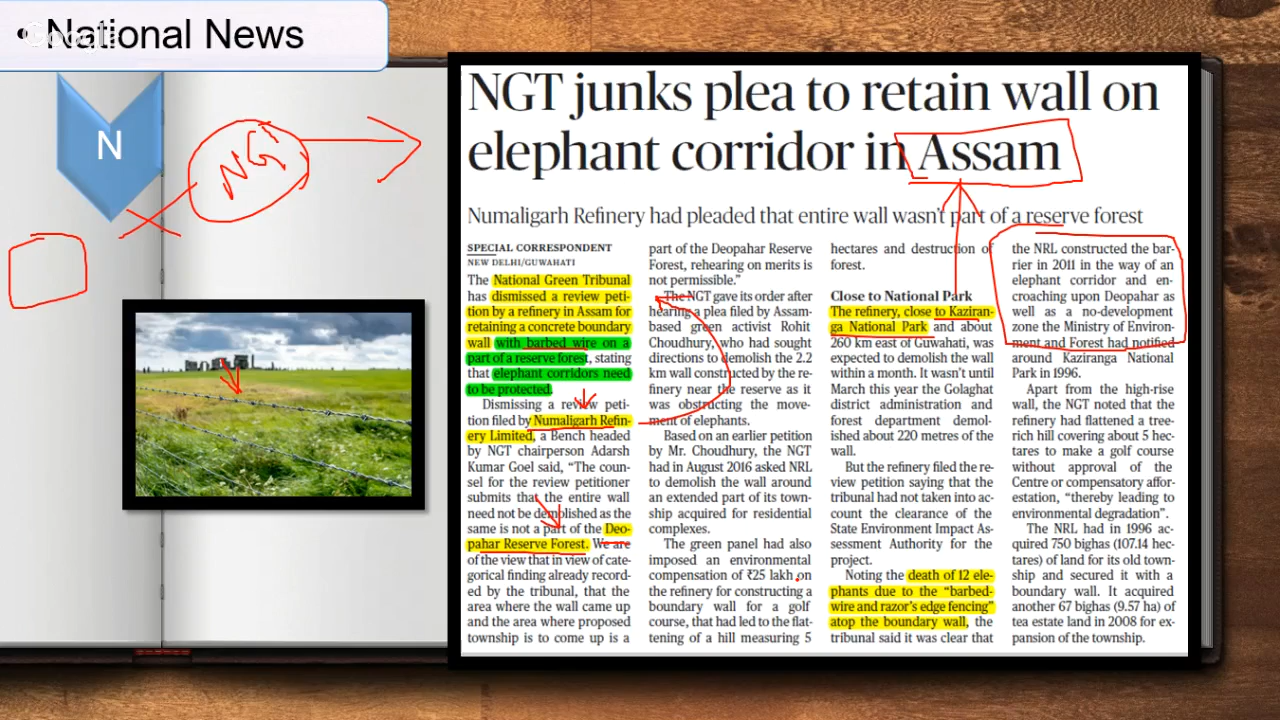 • National News
Google
N
NGT
NGT junks plea to retain wall on
elephant corridor in Assam
Numaligarh Refinery had pleaded that entire wall wasn't part of a reserve forest
SPECIAL CORRESPONDENT
NEW DELHI/GUWAHATI
The National Green Tribunal
has dismissed a review peti-
tion by a refinery in Assam for
retaining a concrete boundary
wall with barbed wire on a
part of a reserve forest, stating
that elephant corridors need
to be protected.
Dismissing a review peti-
tion filed by Numaligarh Refin-
ery Limited, a Bench headed
by NGT chairperson Adarsh
Kumar Goel said, “The coun-
sel for the review petitioner
submits that the entire wall
need not be demolished as the
same is not a part of the Deo-
pahar Reserve Forest. We are
of the view that in view of cate-
gorical finding already record-
ed by the tribunal, that the
area where the wall came up
and the area where proposed
township is to come up is a
part of the Deopahar Reserve
Forest, rehearing on merits is
not permissible.”
The NGT gave its order after
hearing a plea filed by Assam-
based green activist Rohit
Choudhury, who had sought
directions to demolish the 2.2
km wall constructed by the re-
finery near the reserve as it
was obstructing the move-
ment of elephants.
Based on an earlier petition
by Mr. Choudhury, the NGT
had in August 2016 asked NRL
to demolish the wall around
an extended part of its town-
ship acquired for residential
complexes.
The green panel had also
imposed an environmental
compensation of ₹25 lakh on
the refinery for constructing a
boundary wall for a golf
course, that had led to the flat-
tening of a hill measuring 5
hectares and destruction of
forest.
Close to National Park
The refinery, close to Kaziran-
ga National Park and about
260 km east of Guwahati, was
expected to demolish the wall
within a month. It wasn't until
March this year the Golaghat
district administration and
forest department demol-
ished about 220 metres of the
wall.
But the refinery filed the re-
view petition saying that the
tribunal had not taken into ac-
count the clearance of the
State Environment Impact As-
sessment Authority for the
project.
Noting the death of 12 ele-
phants due to the “barbed-
wire and razor's edge fencing”
atop the boundary wall, the
tribunal said it was clear that
the NRL constructed the bar-
rier in 2011 in the way of an
elephant corridor and en-
croaching upon Deopahar as
well as a no-development
zone the Ministry of Environ-
ment and Forest had notified
around Kaziranga National
Park in 1996.
Apart from the high-rise
wall, the NGT noted that the
refinery had flattened a tree-
rich hill covering about 5 hec-
tares to make a golf course
without approval of the
Centre or compensatory affor-
estation, “thereby leading to
environmental degradation”.
The NRL had in 1996 ac-
quired 750 bighas (107.14 hec-
tares) of land for its old town-
ship and secured it with a
boundary wall. It acquired
another 67 bighas (9.57 ha) of
tea estate land in 2008 for ex-
pansion of the township.